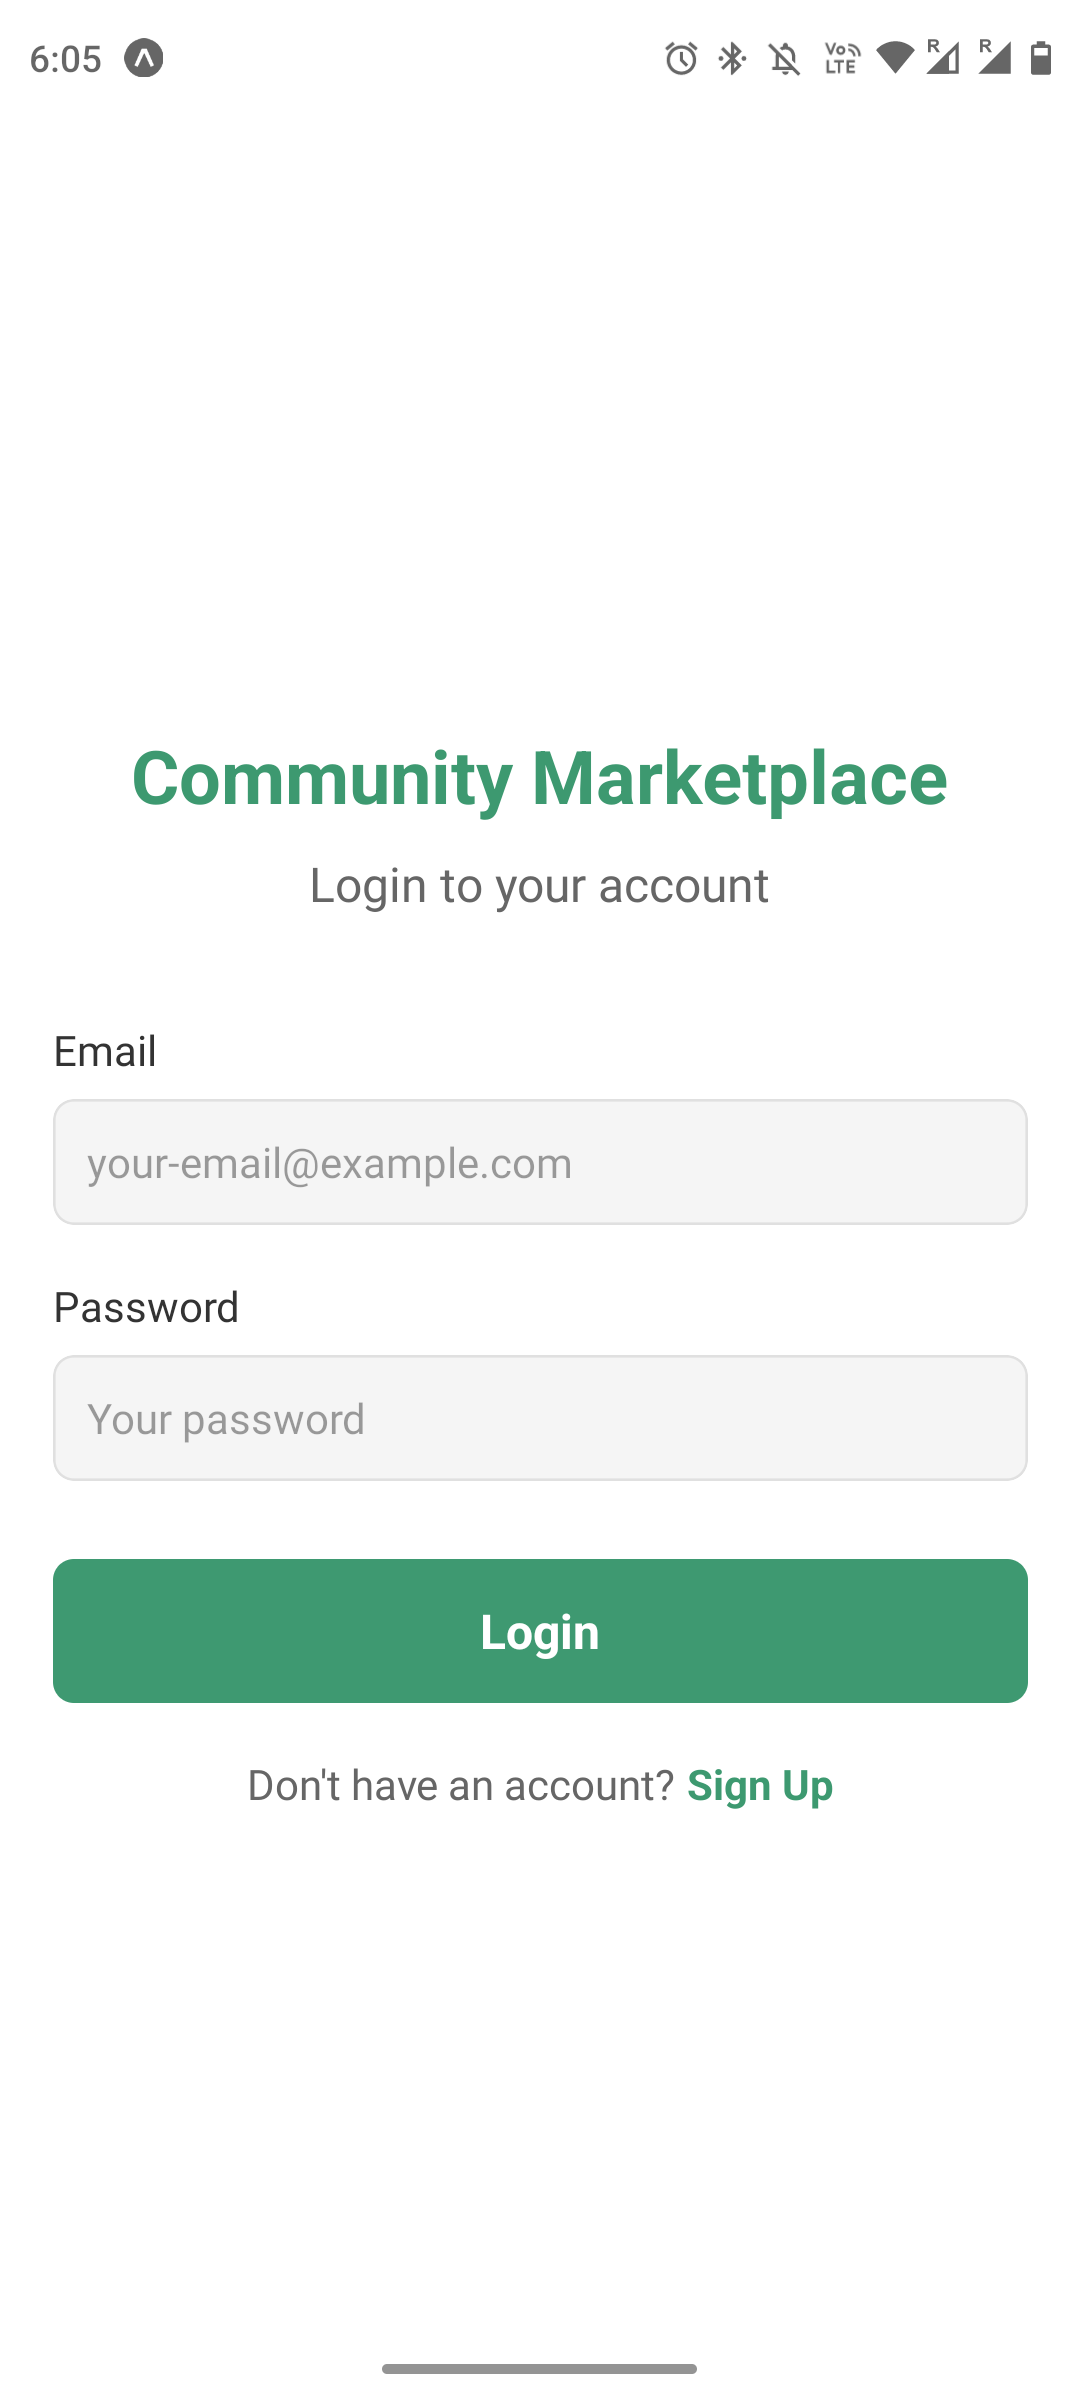 6:05
Vo LTE R R
Community Marketplace
Login to your account
Email
your-email@example.com
Password
Your password
Login
Don't have an account? Sign Up